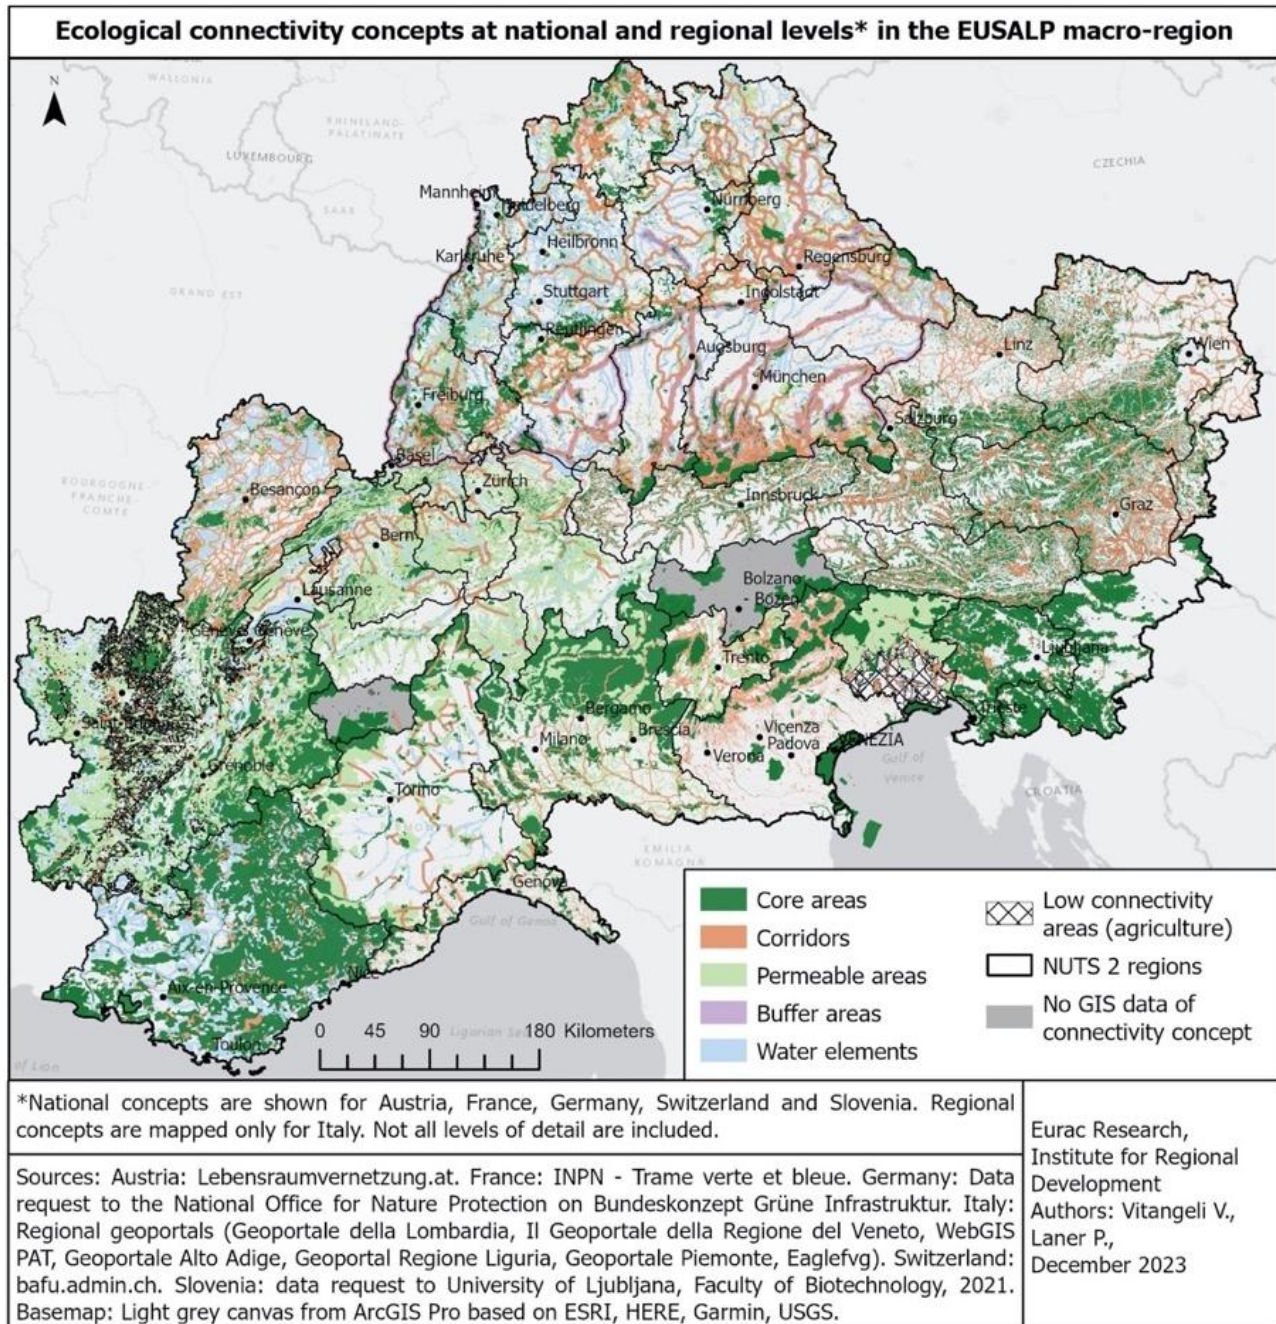 Ecological connectivity concepts at national and regional levels* in the EUSALP macro-region
N
WALLONIA
RHINELAND-
PALATINATE
LUXEMBOURG
CZECHIA
SAAR
Mannheim
Heidelberg
Nürnberg
Heilbronn
Karlsruhe
Regensburg
GRAND EST
Stuttgart
Ingolstadt
Reutlingen
Linz
Wien
Augsburg
München
Freiburg
Salzburg
Basel
Zürich
BOURGOGNE-
FRANCHE-
COMTE
Besançon
Innsbruck
Graz
Bern
Lausanne
Bolzano
- Bozen
Genève
Trento
Ljubljana
Bergamo
Trieste
Brescia
Vicenza
Milano
Verona
Padova
VENEZIA
Gulf of
Venice
Grenoble
Torino
CROATIA
EMILIA
ROMAGNA
Genova
Gulf of Genoa
Nice
Aix-en-Provence
Toulon
of Lion
Ligurian Sea
0 45 90 180 Kilometers
Core areas
Corridors
Permeable areas
Buffer areas
Water elements
Low connectivity
areas (agriculture)
NUTS 2 regions
No GIS data of
connectivity concept
*National concepts are shown for Austria, France, Germany, Switzerland and Slovenia. Regional
concepts are mapped only for Italy. Not all levels of detail are included.
Sources: Austria: Lebensraumvernetzung.at. France: INPN - Trame verte et bleue. Germany: Data
request to the National Office for Nature Protection on Bundeskonzept Grüne Infrastruktur. Italy:
Regional geoportals (Geoportale della Lombardia, Il Geoportale della Regione del Veneto, WebGIS
PAT, Geoportale Alto Adige, Geoportal Regione Liguria, Geoportale Piemonte, Eaglefvg). Switzerland:
bafu.admin.ch. Slovenia: data request to University of Ljubljana, Faculty of Biotechnology, 2021.
Basemap: Light grey canvas from ArcGIS Pro based on ESRI, HERE, Garmin, USGS.
Eurac Research,
Institute for Regional
Development
Authors: Vitangeli V.,
Laner P.,
December 2023